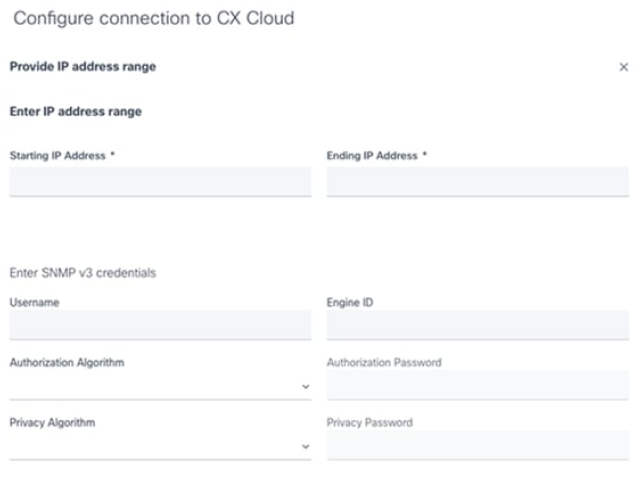 Configure connection to CX Cloud
Provide IP address range
Enter IP address range
Starting IP Address *
Ending IP Address *
Enter SNMP v3 credentials
Username
Engine ID
Authorization Algorithm
Authorization Password
Privacy Algorithm
Privacy Password